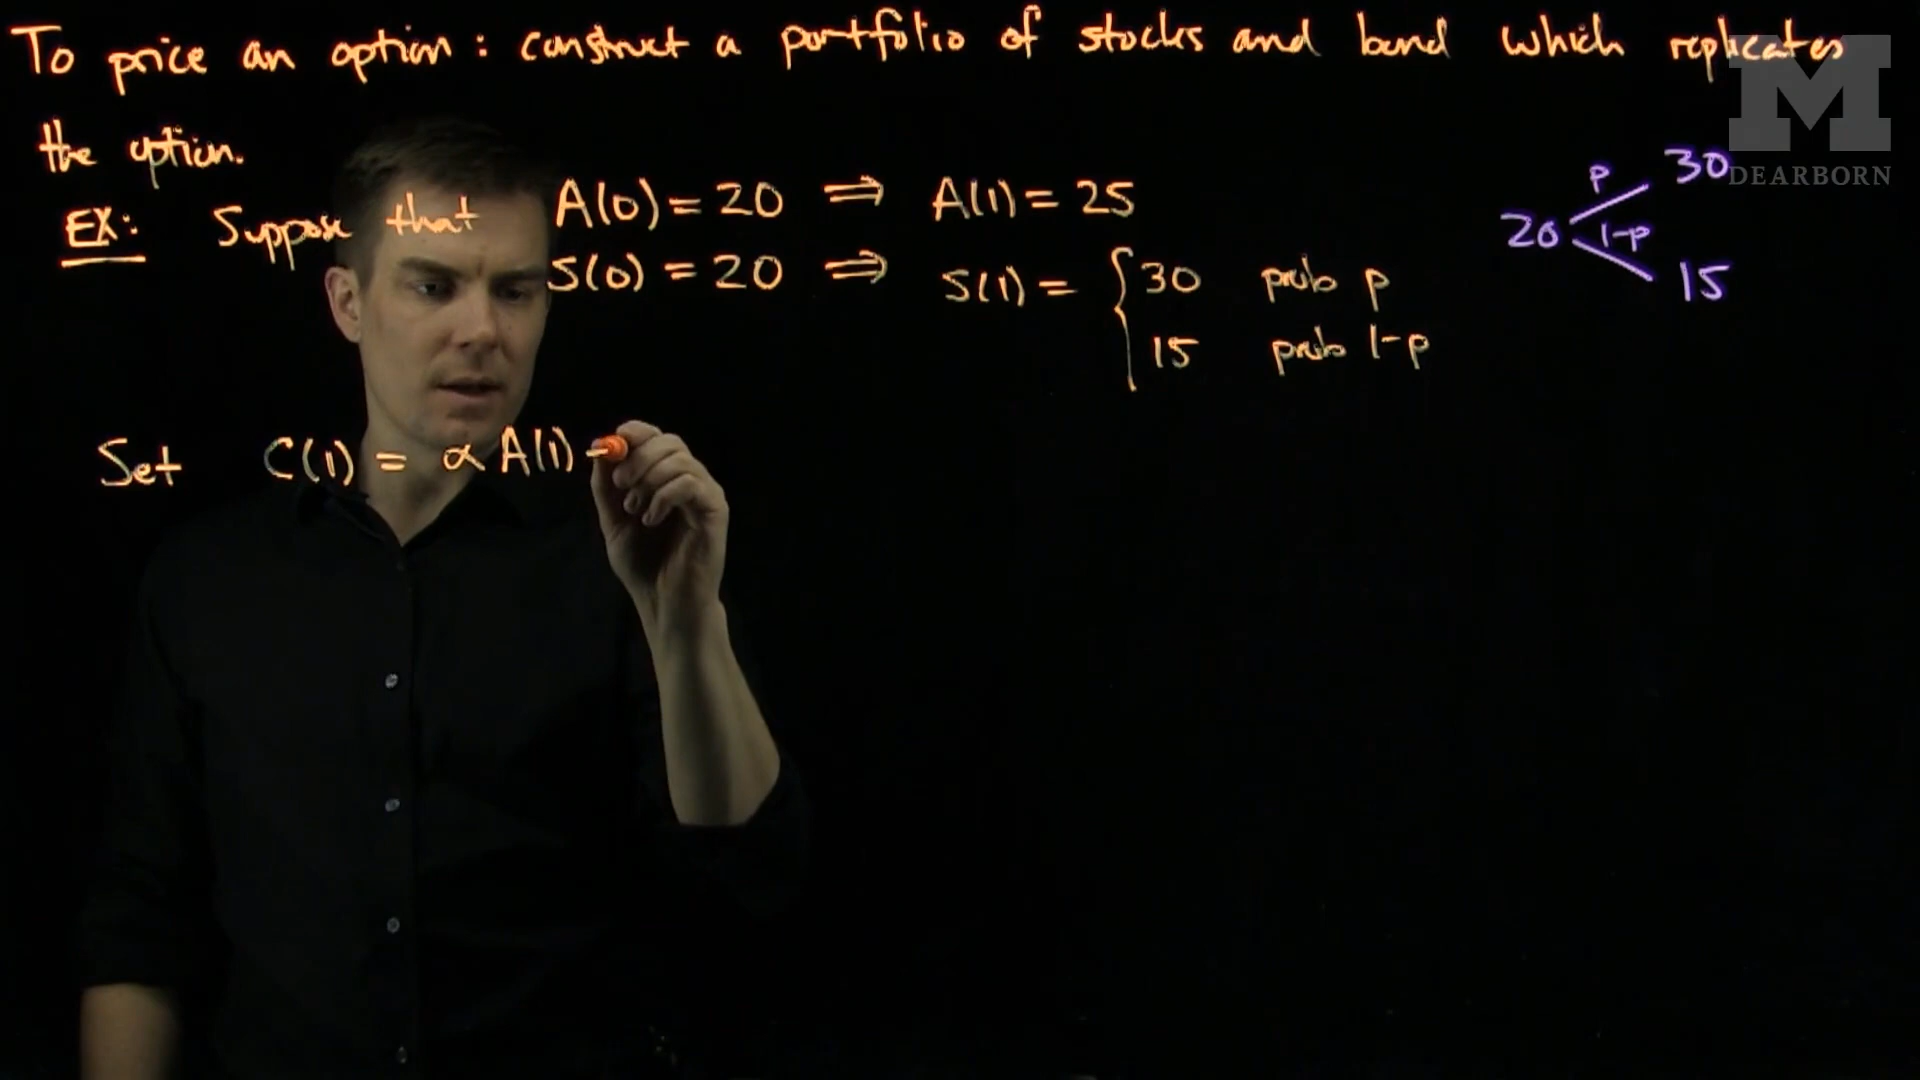 To price an option: construct a portfolio of stocks and bond which replicates
the option.
EX: Suppose that A(0) = 20 ⇒ A(1) = 25
S(0) = 20 ⇒ S(1) = { 30 prob p
15 prob 1-p
20 p 30
1-p 15
Set C(1) = α A(1)
M
DEARBORN